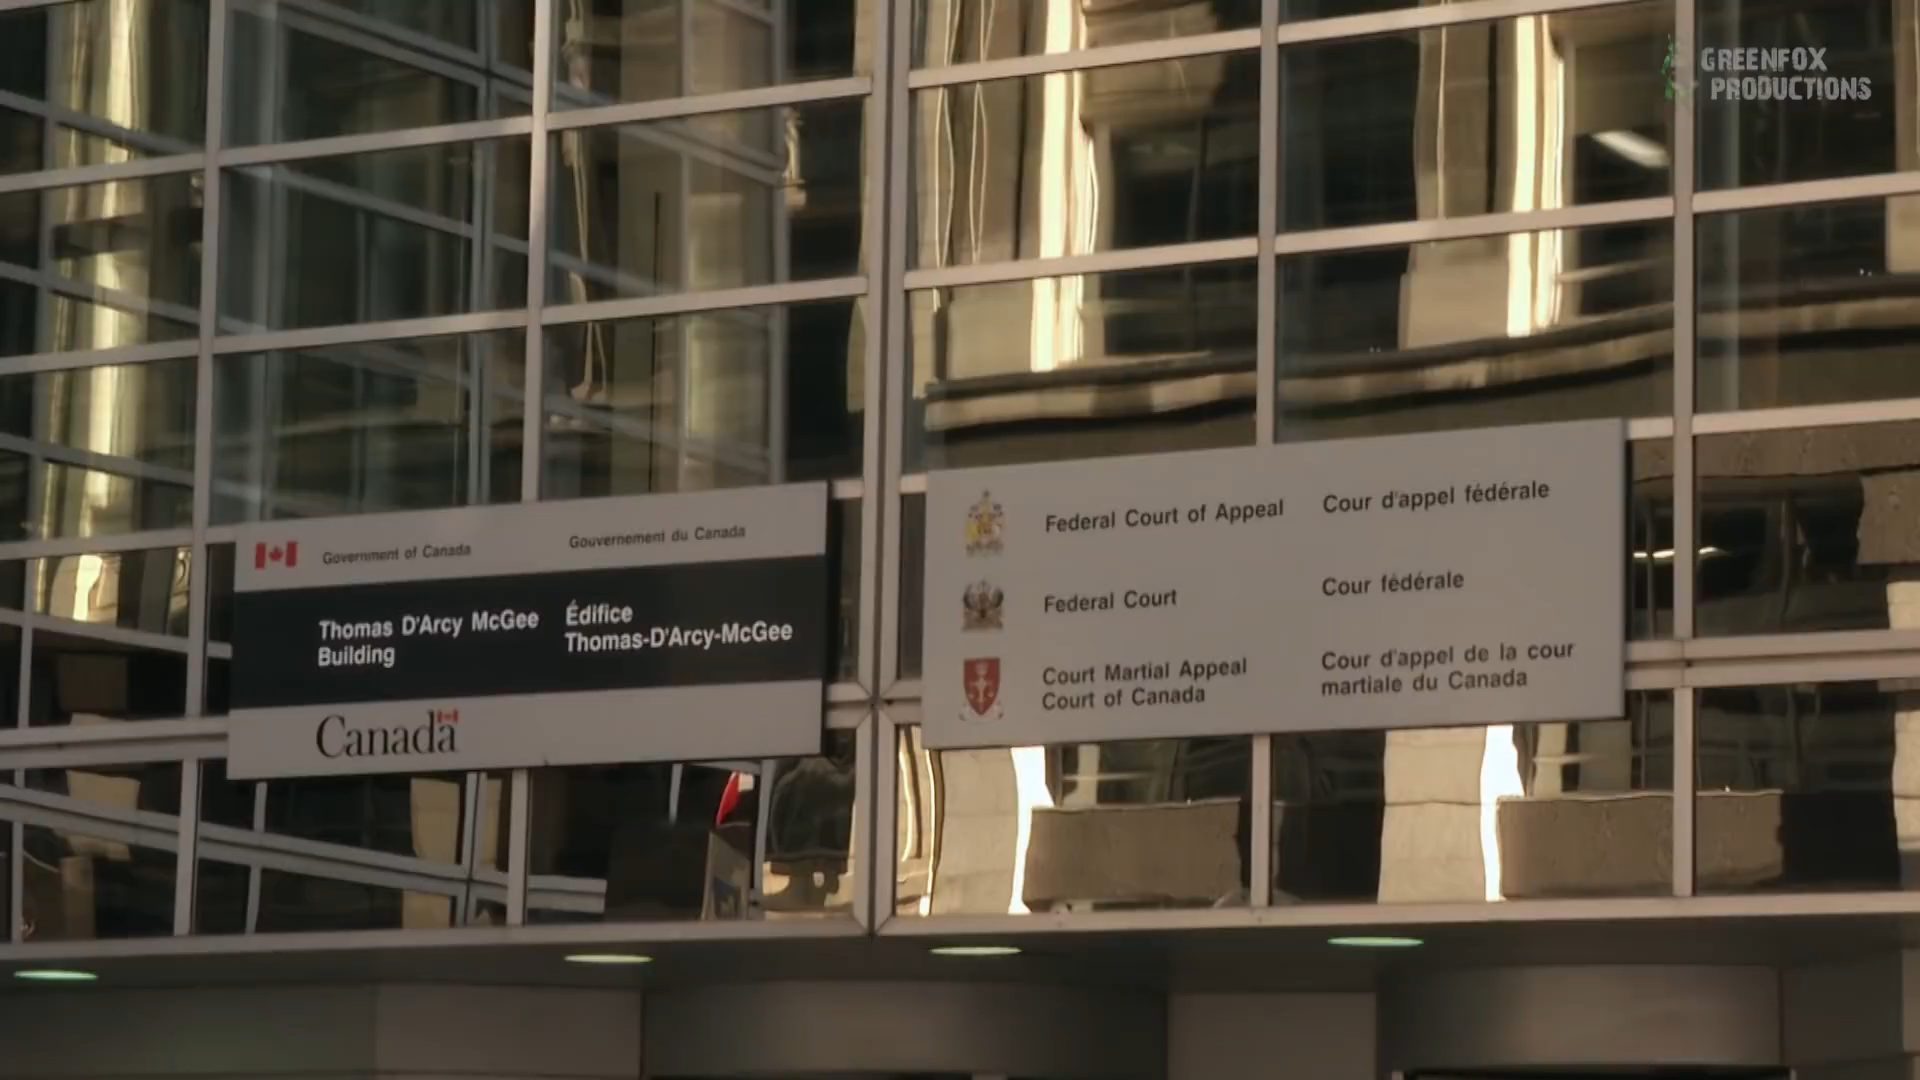 GREENFOX
PRODUCTIONS
Government of Canada
Gouvernement du Canada
Thomas D'Arcy McGee
Building
Édifice
Thomas-D'Arcy-McGee
Canada
Federal Court of Appeal
Cour d'appel fédérale
Federal Court
Cour fédérale
Court Martial Appeal
Court of Canada
Cour d'appel de la cour
martiale du Canada